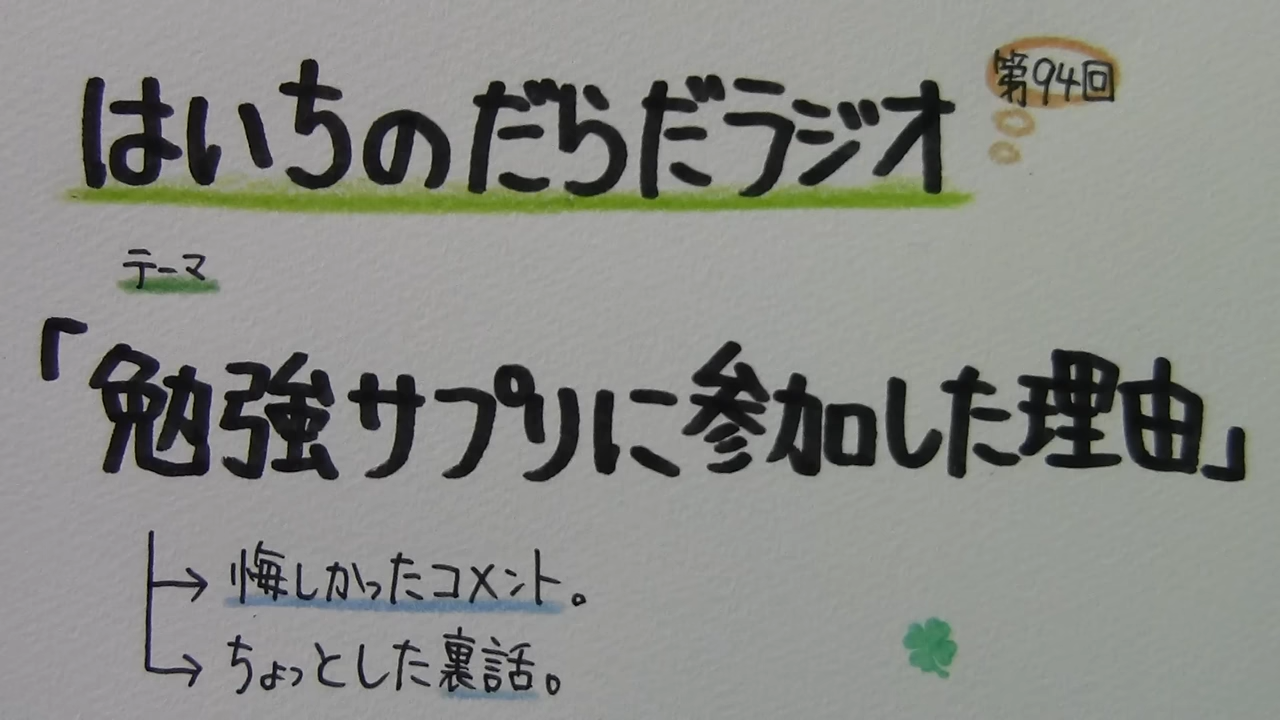 はいちのだらだラジオ
第94回
テーマ
「勉強サプリに参加した理由」
→悔しかったコメント。
→ちょっとした裏話。